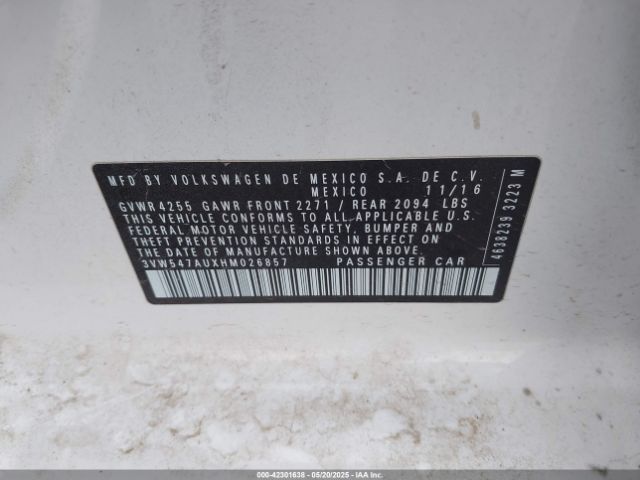 MFD BY VOLKSWAGEN DE MEXICO S.A. DE C.V.
MEXICO 11/16
GVWR 4255 GAWR FRONT 2271 / REAR 2094 LBS
THIS VEHICLE CONFORMS TO ALL APPLICABLE U.S.
FEDERAL MOTOR VEHICLE SAFETY, BUMPER AND
THEFT PREVENTION STANDARDS IN EFFECT ON
THE DATE OF MANUFACTURE SHOWN ABOVE.
3VW547AUXHM026857 PASSENGER CAR
4638239 3223 M
000-42301638 | 05/20/2025 | IAA Inc.